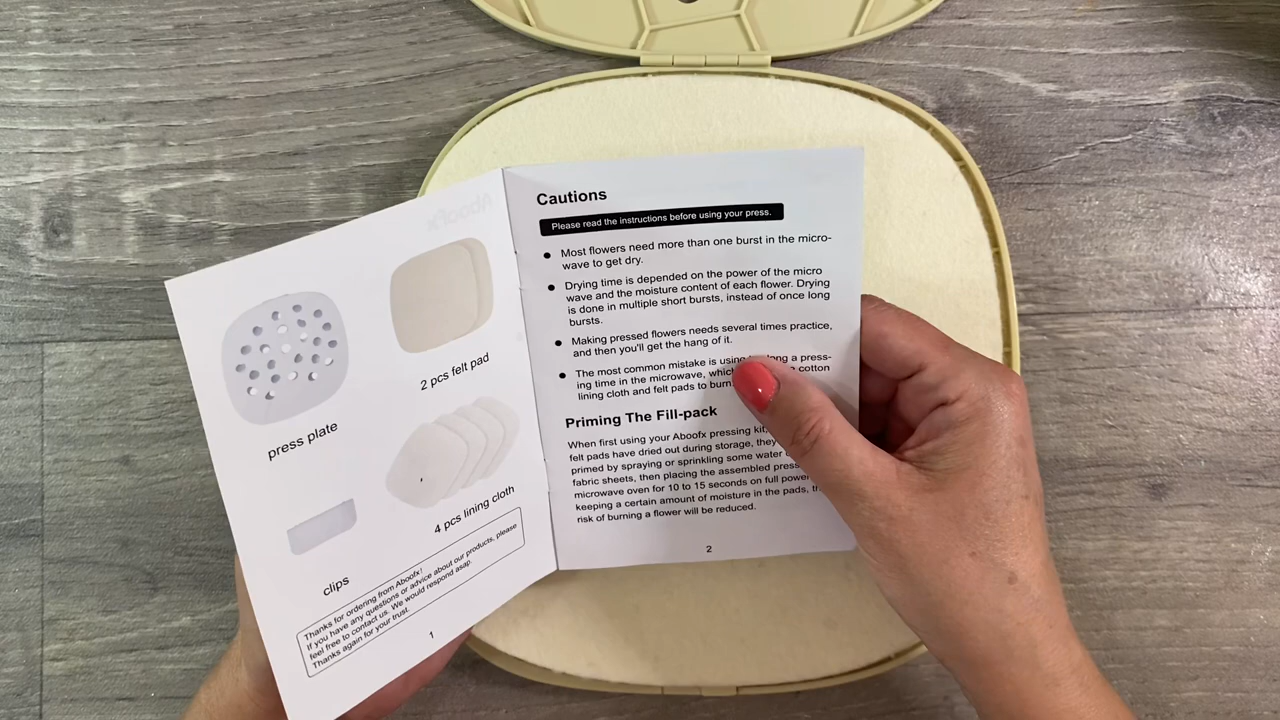 press plate
2 pcs felt pad
clips
4 pcs lining cloth
Thanks for ordering from Aboofx!
If you have any questions or advice about our products, please
feel free to contact us. We would respond asap.
Thanks again for your trust.
1
Cautions
Please read the instructions before using your press.
Most flowers need more than one burst in the micro-
wave to get dry.
Drying time is depended on the power of the micro
wave and the moisture content of each flower. Drying
is done in multiple short bursts, instead of once long
bursts.
Making pressed flowers needs several times practice,
and then you'll get the hang of it.
The most common mistake is using long a press-
ing time in the microwave, cotton
lining cloth and felt pads to burn
Priming The Fill-pack
When first using your Aboofx pressing kit,
felt pads have dried out during storage, they
primed by spraying or sprinkling some water
fabric sheets, then placing the assembled press
microwave oven for 10 to 15 seconds on full power
keeping a certain amount of moisture in the pads,
risk of burning a flower will be reduced.
2